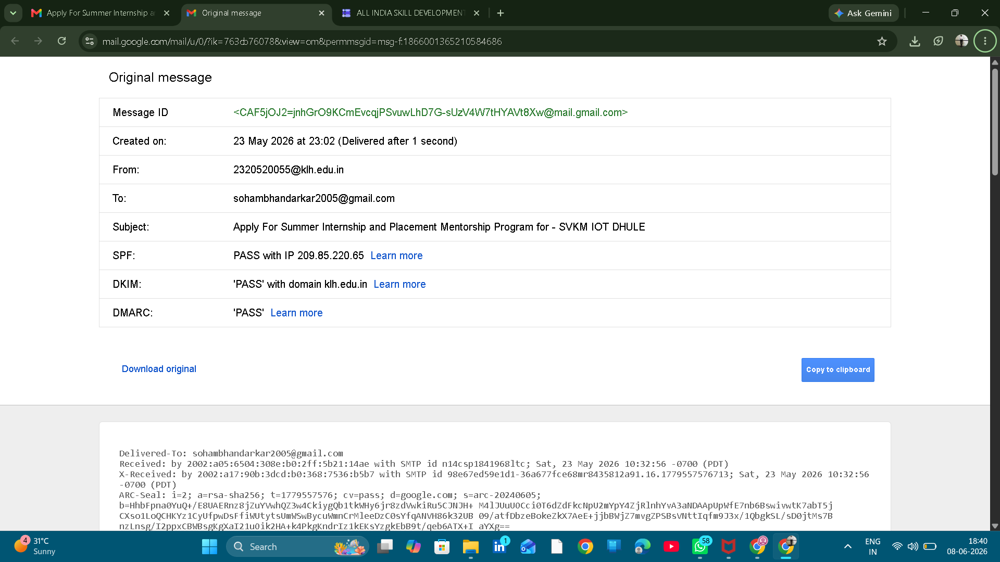 Apply For Summer Internship a
Original message
ALL INDIA SKILL DEVELOPMENT
Ask Gemini
mail.google.com/mail/u/0/?ik=763cb76078&view=om&permmsgid=msg-f:1866001365210584686
Original message
Message ID <CAF5jOJ2=jnhGrO9KCmEvcqjPSvuwLhD7G-sUzV4W7tHYAVt8Xw@mail.gmail.com>
Created on: 23 May 2026 at 23:02 (Delivered after 1 second)
From: 2320520055@klh.edu.in
To: sohambhandarkar2005@gmail.com
Subject: Apply For Summer Internship and Placement Mentorship Program for - SVKM IOT DHULE
SPF: PASS with IP 209.85.220.65 Learn more
DKIM: 'PASS' with domain klh.edu.in Learn more
DMARC: 'PASS' Learn more
Download original
Copy to clipboard
Delivered-To: sohambhandarkar2005@gmail.com
Received: by 2002:a05:6504:308e:b0:2ff:5b21:14ae with SMTP id n14csp1841968ltc; Sat, 23 May 2026 10:32:56 -0700 (PDT)
X-Received: by 2002:a17:90b:3dcd:b0:368:7536:b5b7 with SMTP id 98e67ed59e1d1-36a677fce68mr8435812a91.16.1779557576713; Sat, 23 May 2026 10:32:56
-0700 (PDT)
ARC-Seal: i=2; a=rsa-sha256; t=1779557576; cv=pass; d=google.com; s=arc-20240605;
b=HhbFpna0YuQ+/E8UAERnz8jZuYVwhQZ3w4CkiygQb1tkWHy6jr8zdVwkiRu5CJNJH+ M4lJUuUOCci0T6dZdFkcNpU2mYpY4ZjRlnhYvA3aNDAApUpWfE7nb6BswivwtK7abT5j
CXso1LoQCHKYz1CyUfpwDsFfiWUtytsUmWSwBycuWmnCrMleeDzC0sYfqANVH86k32UB 09/atfDbzeBokeZkX7AeE+jjbBWjZ7mvgZPSBsVNttIqfm9J3x/1QbgkSL/sD0jtMs7B
nzLnsg/I2ppxCBWBsgKgXaI21uOik2HA+k4PkgKndrIz1kEKsYzgkEbB9t/qeb6ATX+I aYXg==
4
31°C
Sunny
Search
1
58
ENG
IN
18:40
08-06-2026